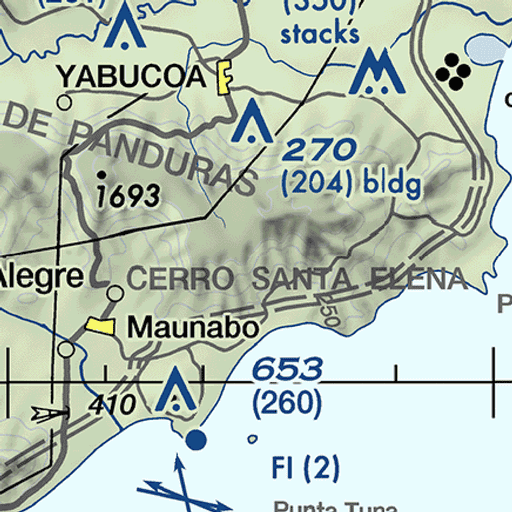 (350)
stacks
YABUCOA
DE PANDURAS
270
(204) bldg
1693
Alegre
CERRO SANTA ELENA
250
Maunabo
653
(260)
410
Fl (2)
Punta Tuna